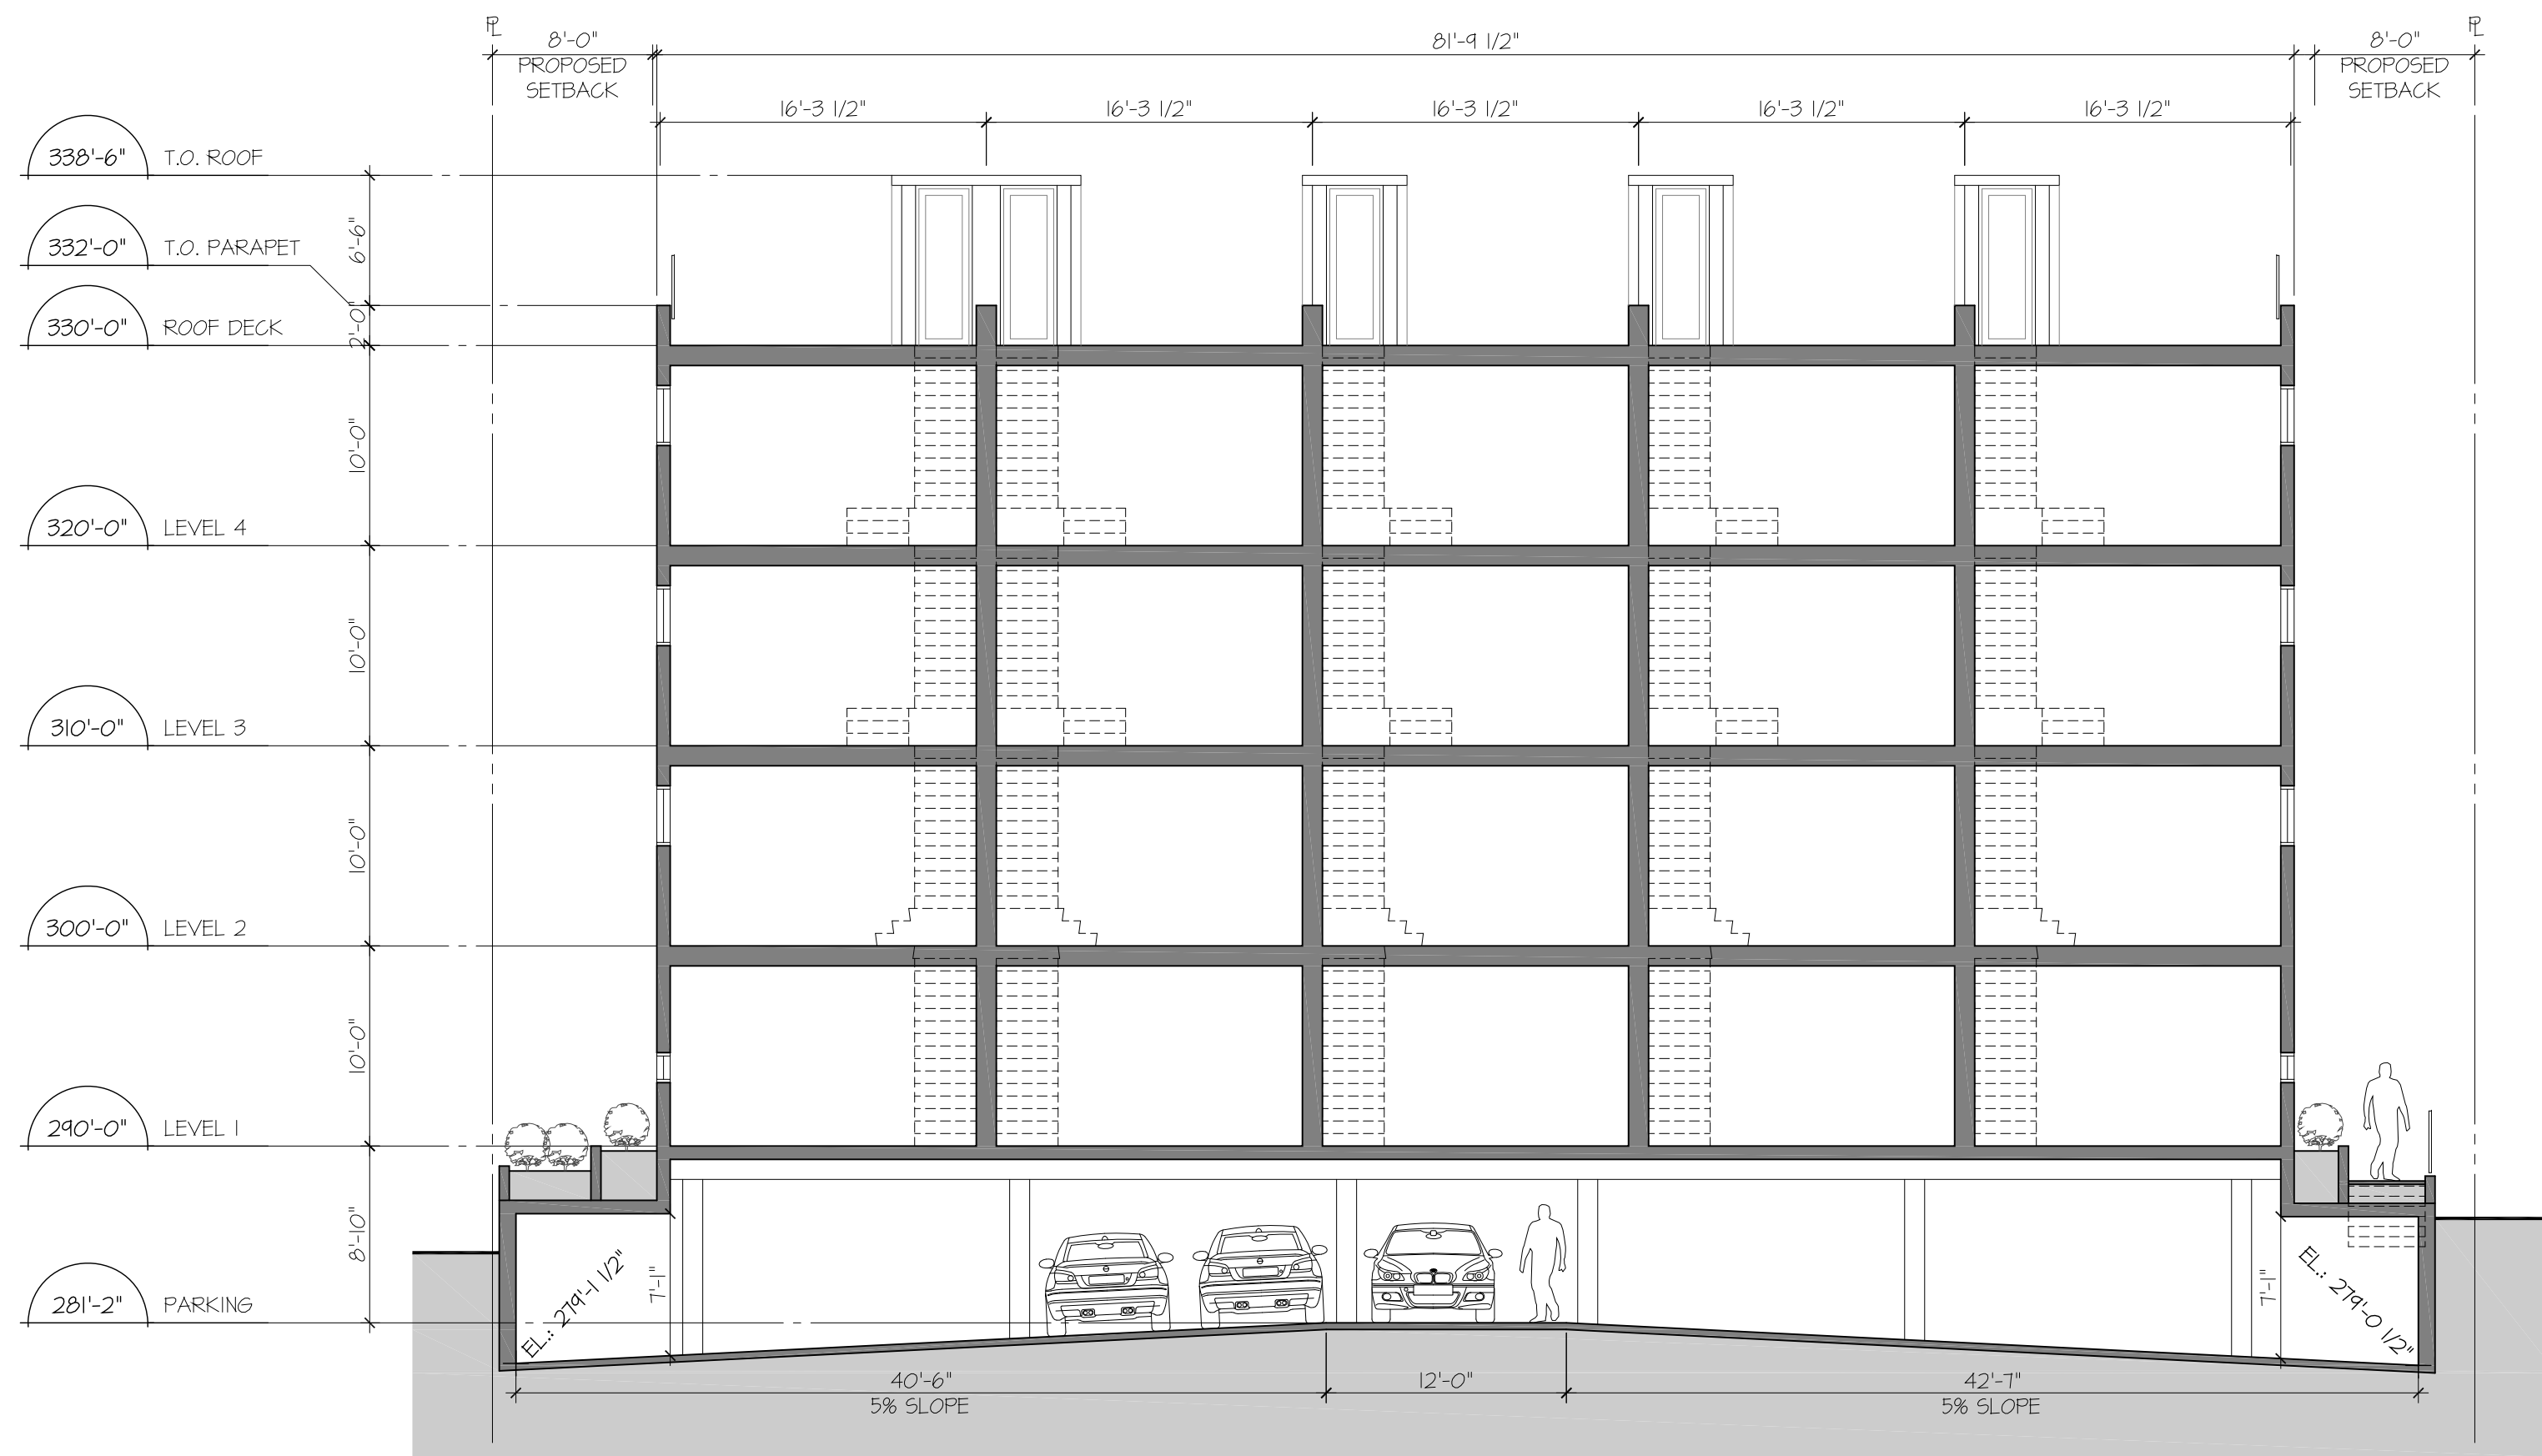 PL
8'-0"
PROPOSED
SETBACK
81'-9 1/2"
PL
8'-0"
PROPOSED
SETBACK
16'-3 1/2"
16'-3 1/2"
16'-3 1/2"
16'-3 1/2"
16'-3 1/2"
338'-6" T.O. ROOF
6'-6"
332'-0" T.O. PARAPET
330'-0" ROOF DECK
2'-0"
10'-0"
320'-0" LEVEL 4
10'-0"
310'-0" LEVEL 3
10'-0"
300'-0" LEVEL 2
10'-0"
290'-0" LEVEL 1
8'-10"
281'-2" PARKING
EL.: 279'-1 1/2"
7'-1"
7'-1"
EL.: 279'-0 1/2"
40'-6"
5% SLOPE
12'-0"
42'-7"
5% SLOPE